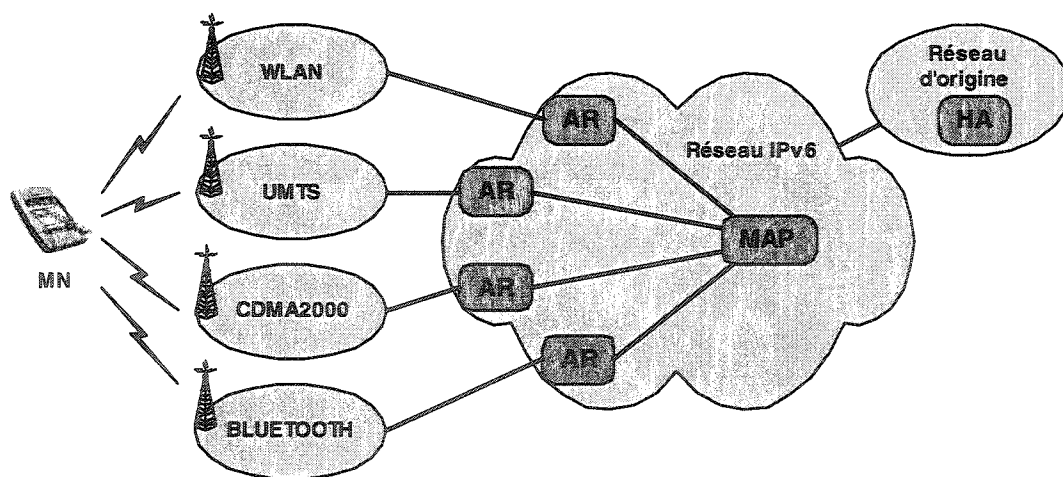 WLAN
Réseau
d'origine
HA
AR
Réseau IPv6
UMTS
AR
MAP
MN
CDMA2000
AR
AR
BLUETOOTH